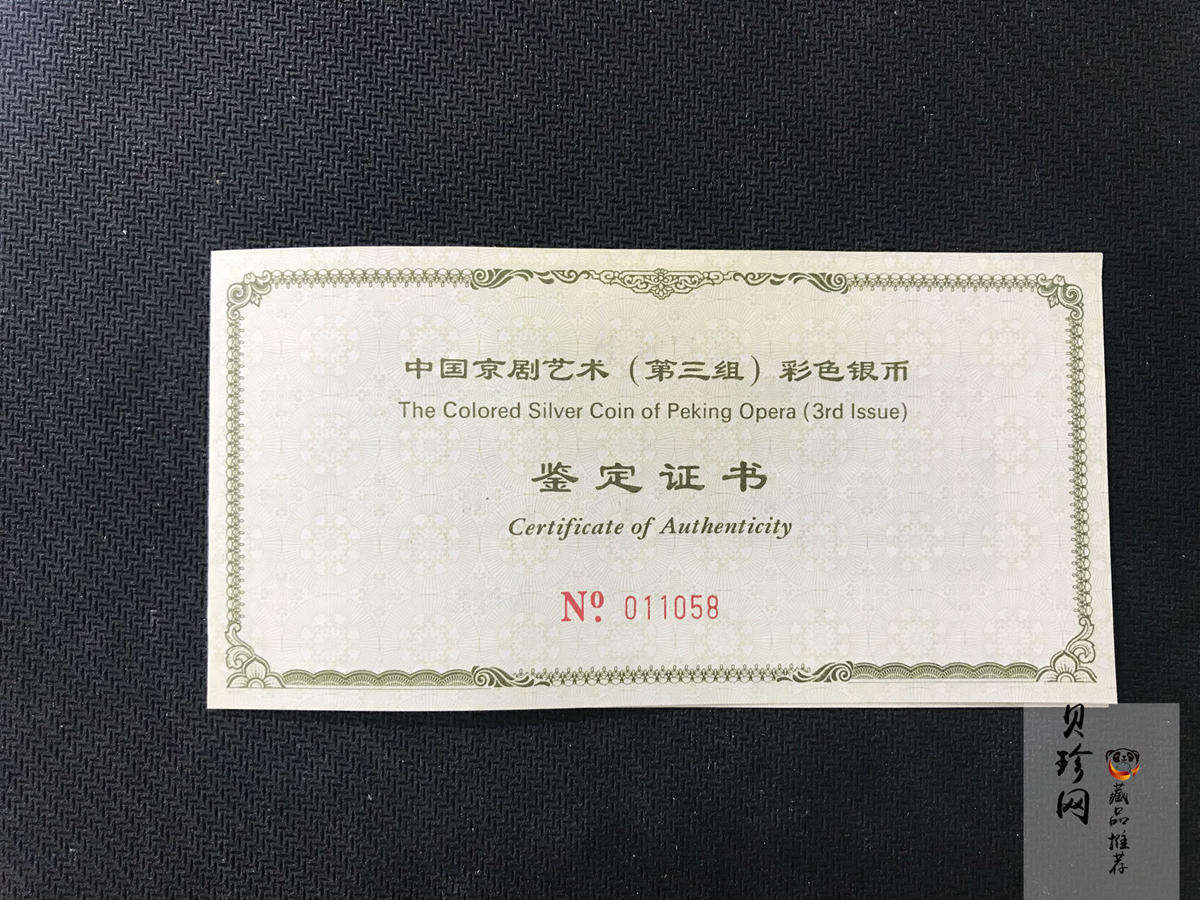 中国京剧艺术（第三组）彩色银币
The Colored Silver Coin of Peking Opera (3rd Issue)
鉴定证书
Certificate of Authenticity
Nº 011058
贝珍网
藏品推荐